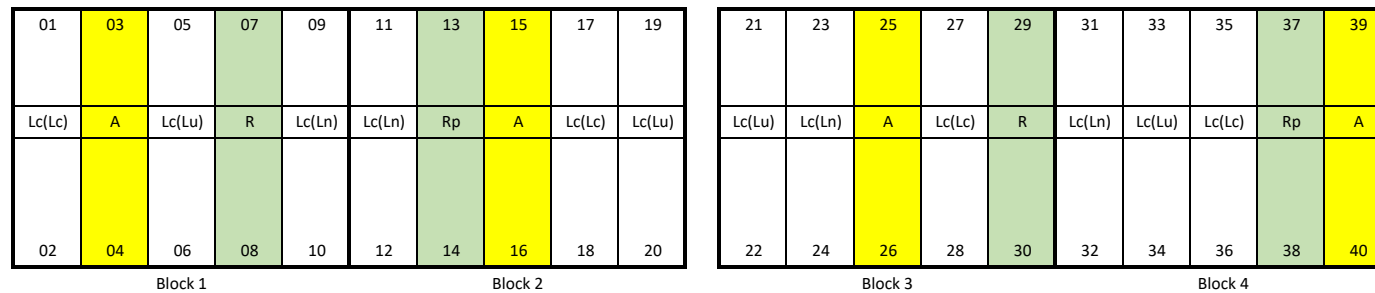 01 03 05 07 09 11 13 15 17 19 21 23 25 27 29 31 33 35 37 39
Lc(Lc) A Lc(Lu) R Lc(Ln) Lc(Ln) Rp A Lc(Lc) Lc(Lu) Lc(Lu) Lc(Ln) A Lc(Lc) R Lc(Ln) Lc(Lu) Lc(Lc) Rp A
02 04 06 08 10 12 14 16 18 20 22 24 26 28 30 32 34 36 38 40
Block 1 Block 2 Block 3 Block 4